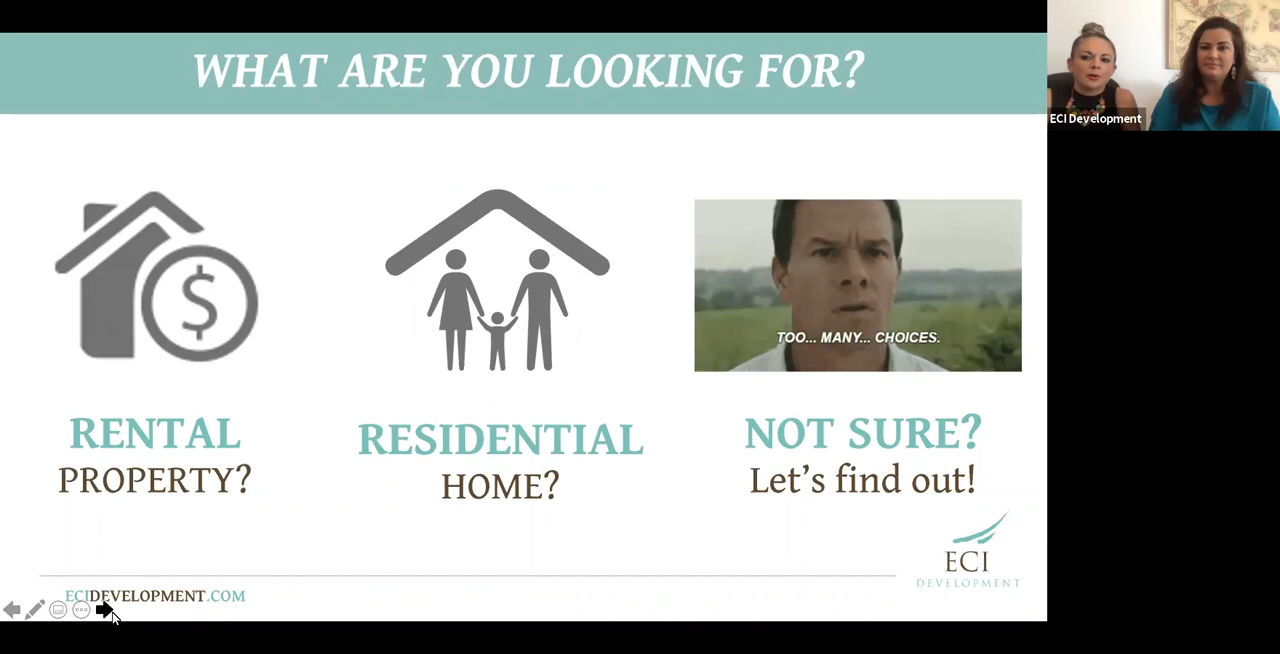 WHAT ARE YOU LOOKING FOR?
ECI Development
$
TOO... MANY... CHOICES.
RENTAL
PROPERTY?
RESIDENTIAL
HOME?
NOT SURE?
Let's find out!
ECI
DEVELOPMENT
ECIDEVELOPMENT.COM